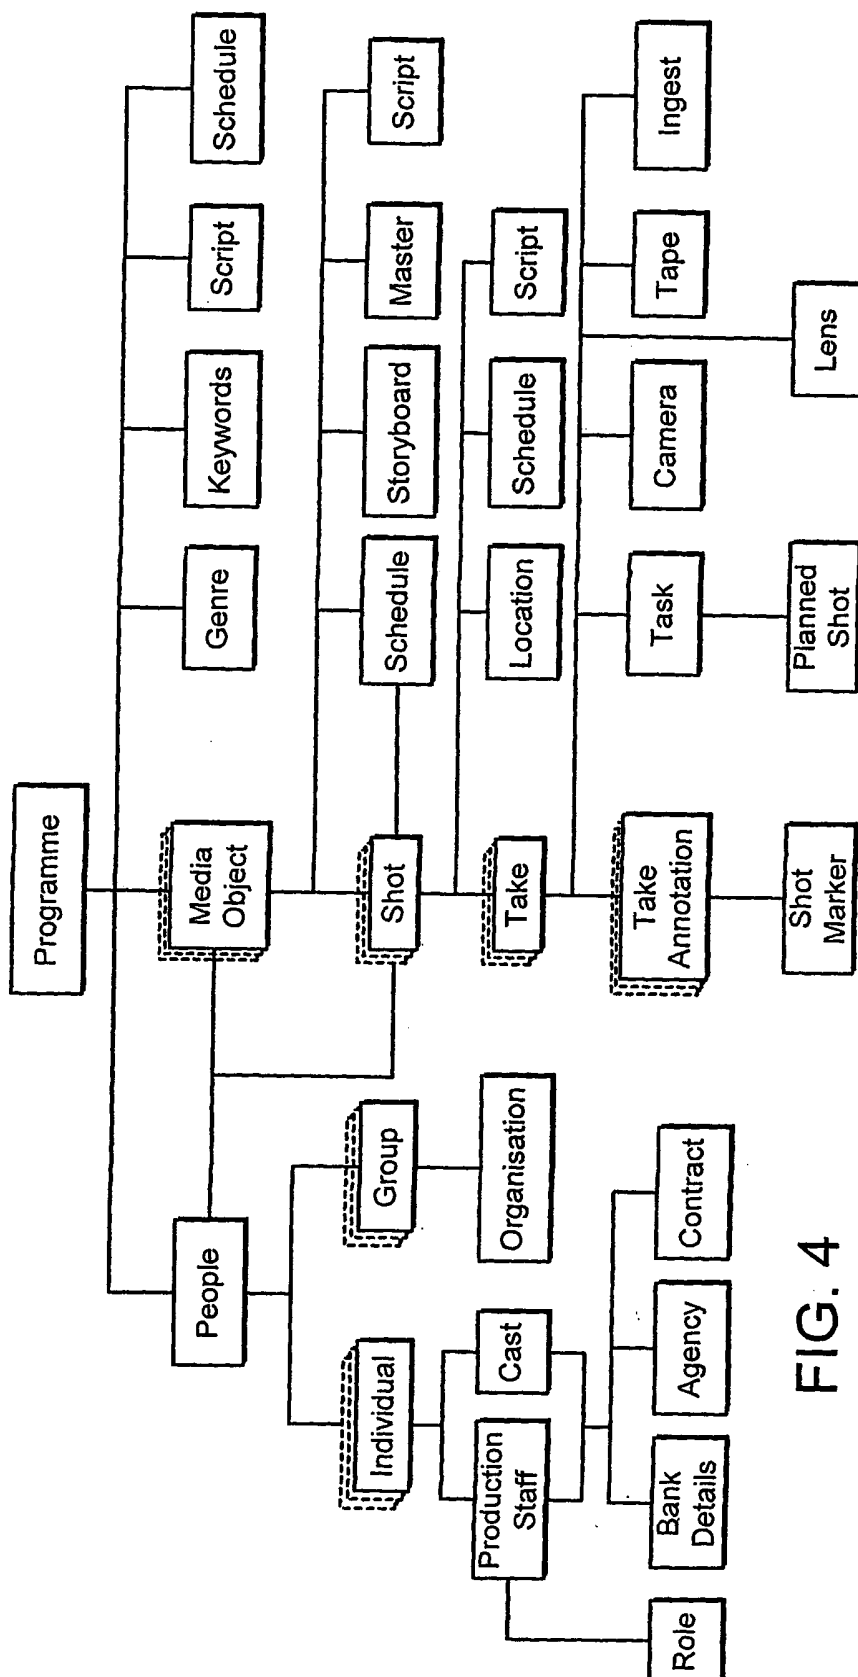 Programme
People
Media
Object
Genre
Keywords
Script
Schedule
Individual
Group
Shot
Schedule
Storyboard
Master
Script
Production
Staff
Cast
Organisation
Take
Location
Schedule
Script
Role
Bank
Details
Agency
Contract
Take
Annotation
Task
Camera
Tape
Ingest
Shot
Marker
Planned
Shot
Lens
FIG. 4